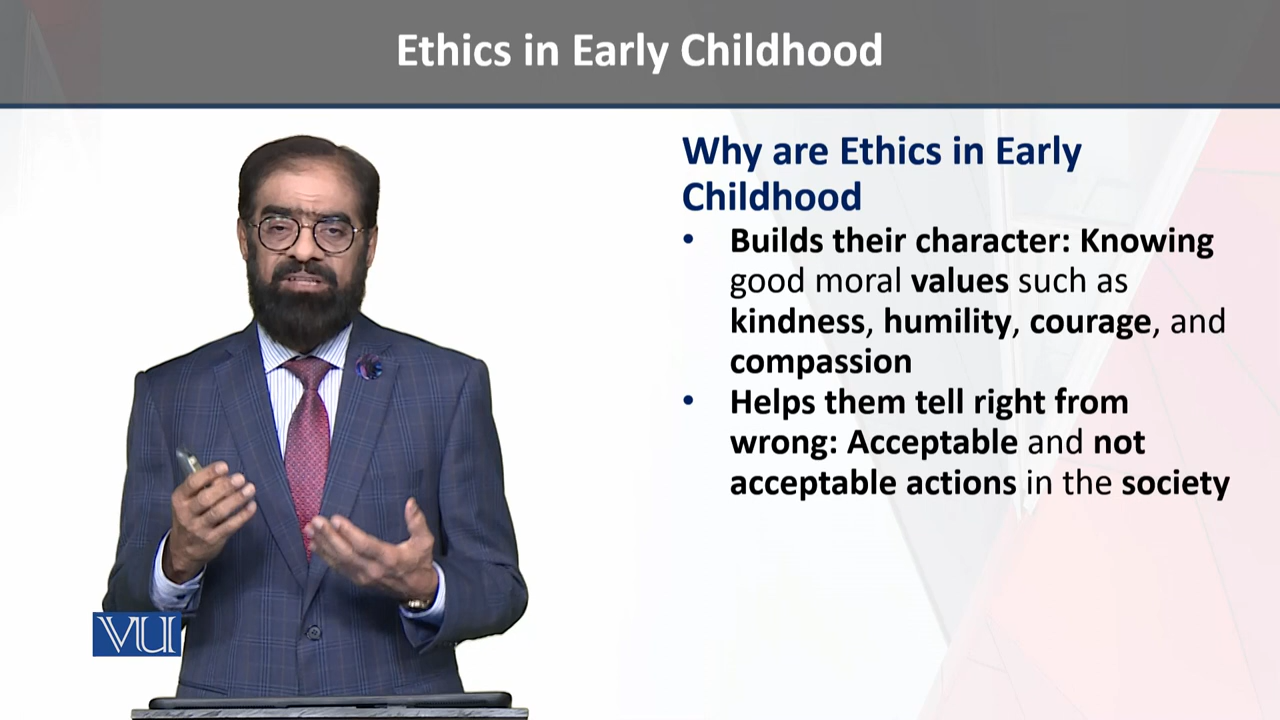 Ethics in Early Childhood
Why are Ethics in Early
Childhood
• Builds their character: Knowing
good moral values such as
kindness, humility, courage, and
compassion
• Helps them tell right from
wrong: Acceptable and not
acceptable actions in the society
VU